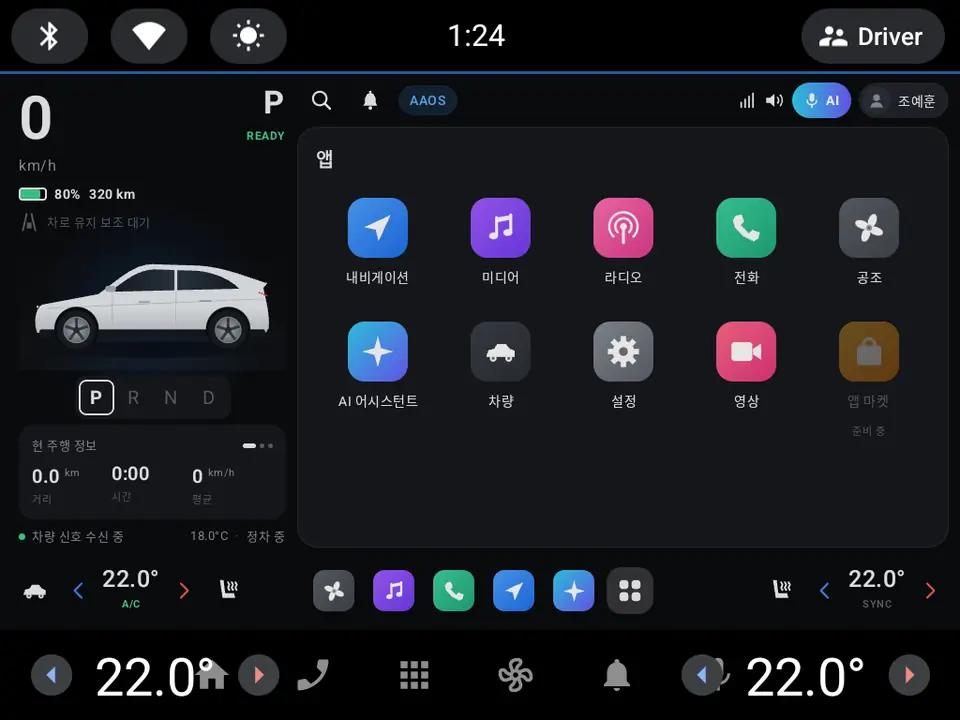 1:24
Driver
0
P
READY
km/h
80% 320 km
차로 유지 보조 대기
AAOS
AI
조예훈
앱
내비게이션
미디어
라디오
전화
공조
AI 어시스턴트
차량
설정
영상
앱 마켓
준비 중
P R N D
현 주행 정보
0.0 km
0:00
0 km/h
거리
시간
평균
차량 신호 수신 중
18.0°C · 정차 중
22.0°
A/C
22.0°
SYNC
22.0°
22.0°